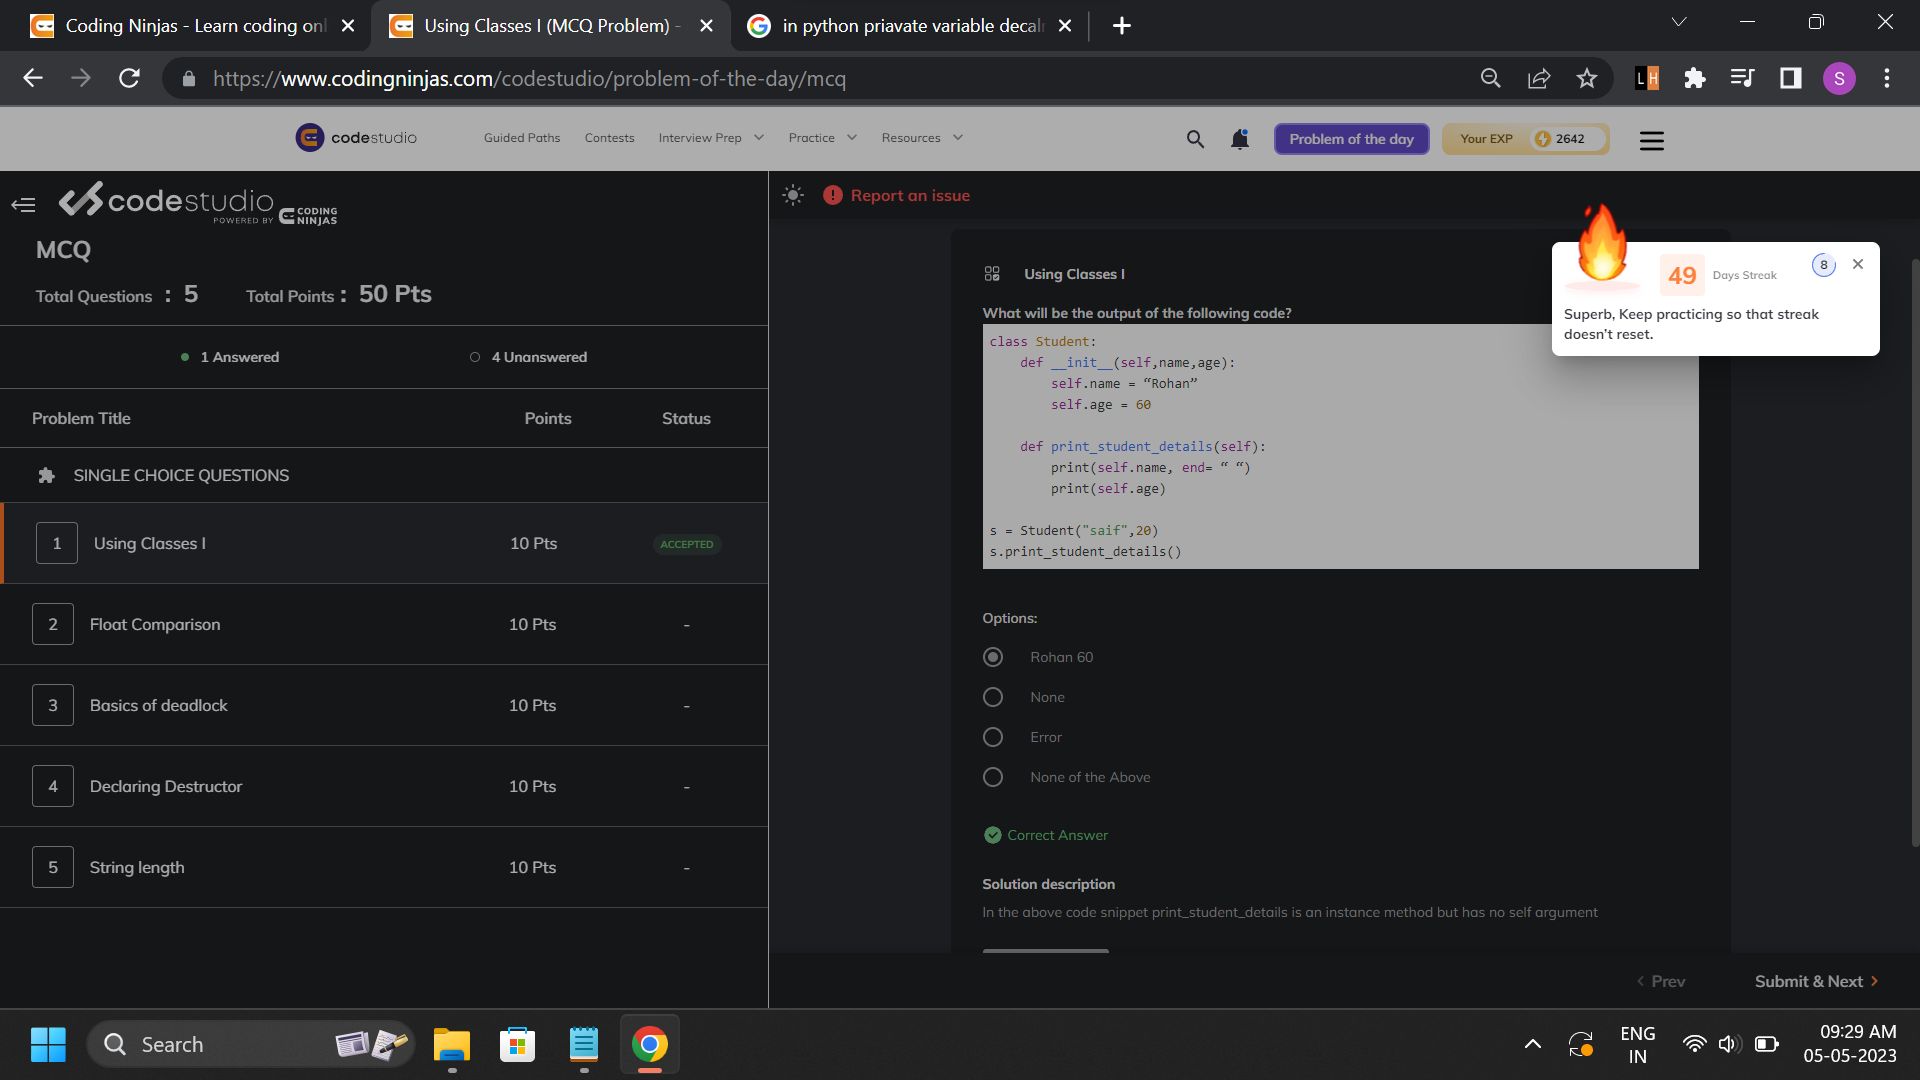 Coding Ninjas - Learn coding onl
Using Classes I (MCQ Problem) -
in python priavate variable decalr
https://www.codingninjas.com/codestudio/problem-of-the-day/mcq
LH
S
codestudio
Guided Paths
Contests
Interview Prep
Practice
Resources
Problem of the day
Your EXP
2642
codestudio
POWERED BY CODING NINJAS
MCQ
Total Questions : 5
Total Points : 50 Pts
1 Answered
4 Unanswered
Problem Title
Points
Status
SINGLE CHOICE QUESTIONS
1 Using Classes I 10 Pts ACCEPTED
2 Float Comparison 10 Pts -
3 Basics of deadlock 10 Pts -
4 Declaring Destructor 10 Pts -
5 String length 10 Pts -
Report an issue
49 Days Streak
8
Superb, Keep practicing so that streak
doesn't reset.
Using Classes I
What will be the output of the following code?
class Student:
    def __init__(self,name,age):
        self.name = “Rohan”
        self.age = 60
    def print_student_details(self):
        print(self.name, end= “ “)
        print(self.age)
s = Student("saif",20)
s.print_student_details()
Options:
Rohan 60
None
Error
None of the Above
Correct Answer
Solution description
In the above code snippet print_student_details is an instance method but has no self argument
Prev
Submit & Next
Search
ENG
IN
09:29 AM
05-05-2023